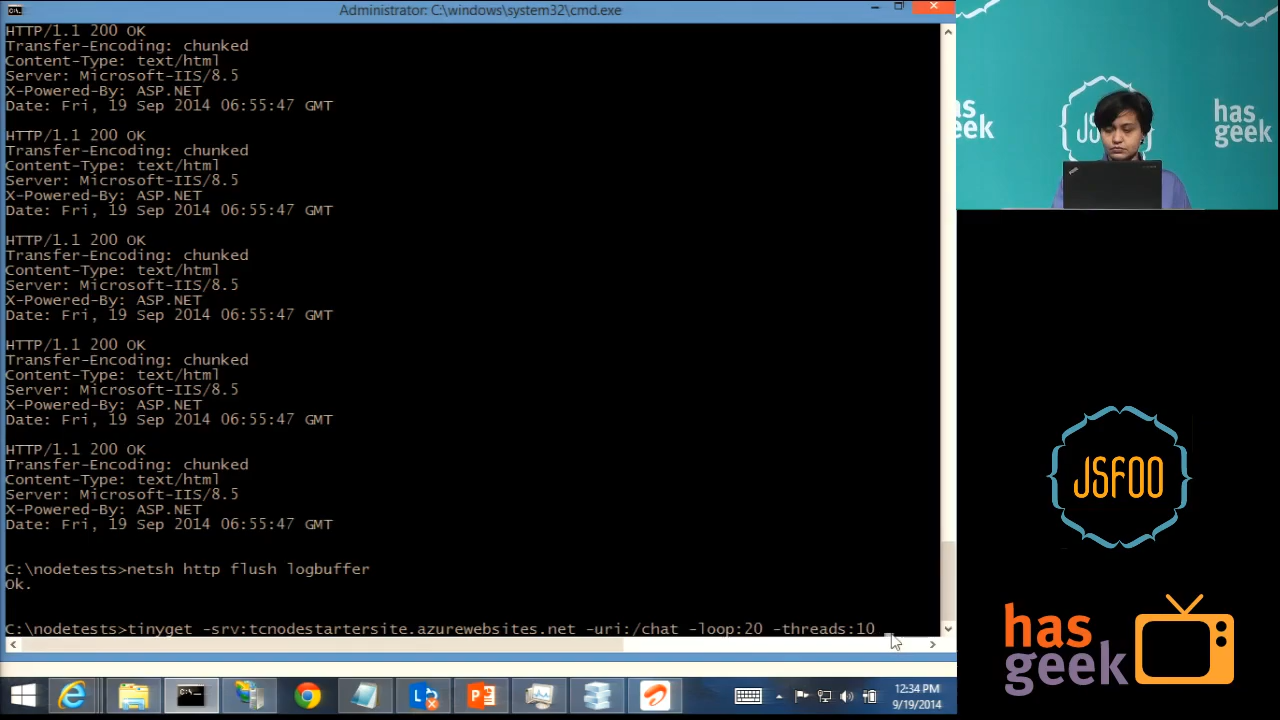 Administrator: C:\windows\system32\cmd.exe
HTTP/1.1 200 OK
Transfer-Encoding: chunked
Content-Type: text/html
Server: Microsoft-IIS/8.5
X-Powered-By: ASP.NET
Date: Fri, 19 Sep 2014 06:55:47 GMT
HTTP/1.1 200 OK
Transfer-Encoding: chunked
Content-Type: text/html
Server: Microsoft-IIS/8.5
X-Powered-By: ASP.NET
Date: Fri, 19 Sep 2014 06:55:47 GMT
HTTP/1.1 200 OK
Transfer-Encoding: chunked
Content-Type: text/html
Server: Microsoft-IIS/8.5
X-Powered-By: ASP.NET
Date: Fri, 19 Sep 2014 06:55:47 GMT
HTTP/1.1 200 OK
Transfer-Encoding: chunked
Content-Type: text/html
Server: Microsoft-IIS/8.5
X-Powered-By: ASP.NET
Date: Fri, 19 Sep 2014 06:55:47 GMT
HTTP/1.1 200 OK
Transfer-Encoding: chunked
Content-Type: text/html
Server: Microsoft-IIS/8.5
X-Powered-By: ASP.NET
Date: Fri, 19 Sep 2014 06:55:47 GMT
C:\nodetests>netsh http flush logbuffer
Ok.
C:\nodetests>tinyget -srv:tcnodestartersite.azurewebsites.net -uri:/chat -loop:20 -threads:10
12:34 PM
9/19/2014
has
geek
JS
has
geek
JSFOO
has
geek